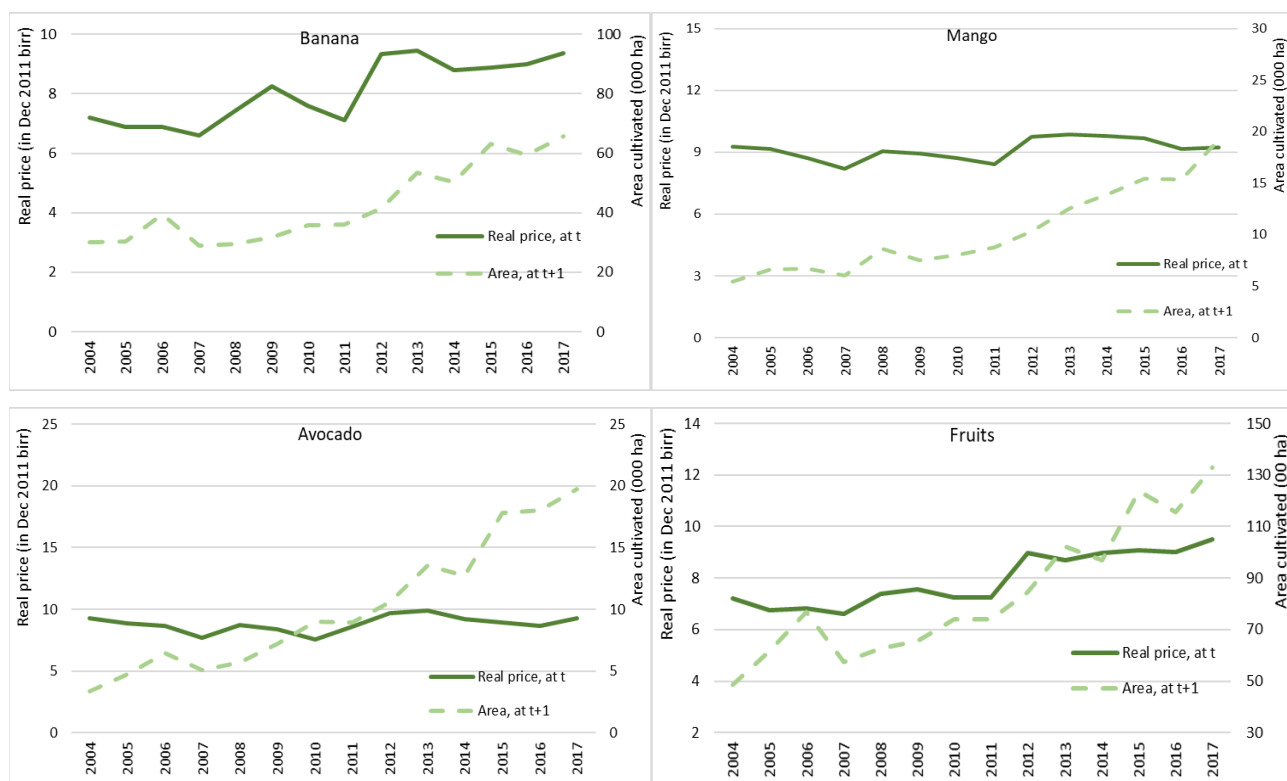 Banana
Real price (in Dec 2011 birr)
10
8
6
4
2
0
100
80
60
40
20
0
Area cultivated (000 ha)
Real price, at t
Area, at t+1
2004 2005 2006 2007 2008 2009 2010 2011 2012 2013 2014 2015 2016 2017
Mango
Real price (in Dec 2011 birr)
15
12
9
6
3
0
30
25
20
15
10
5
0
Area cultivated (000 ha)
Real price, at t
Area, at t+1
2004 2005 2006 2007 2008 2009 2010 2011 2012 2013 2014 2015 2016 2017
Avocado
Real price (in Dec 2011 birr)
25
20
15
10
5
0
25
20
15
10
5
0
Area cultivated (000 ha)
Real price, at t
Area, at t+1
2004 2005 2006 2007 2008 2009 2010 2011 2012 2013 2014 2015 2016 2017
Fruits
Real price (in Dec 2011 birr)
14
12
10
8
6
4
2
150
130
110
90
70
50
30
Area cultivated (00 ha)
Real price, at t
Area, at t+1
2004 2005 2006 2007 2008 2009 2010 2011 2012 2013 2014 2015 2016 2017